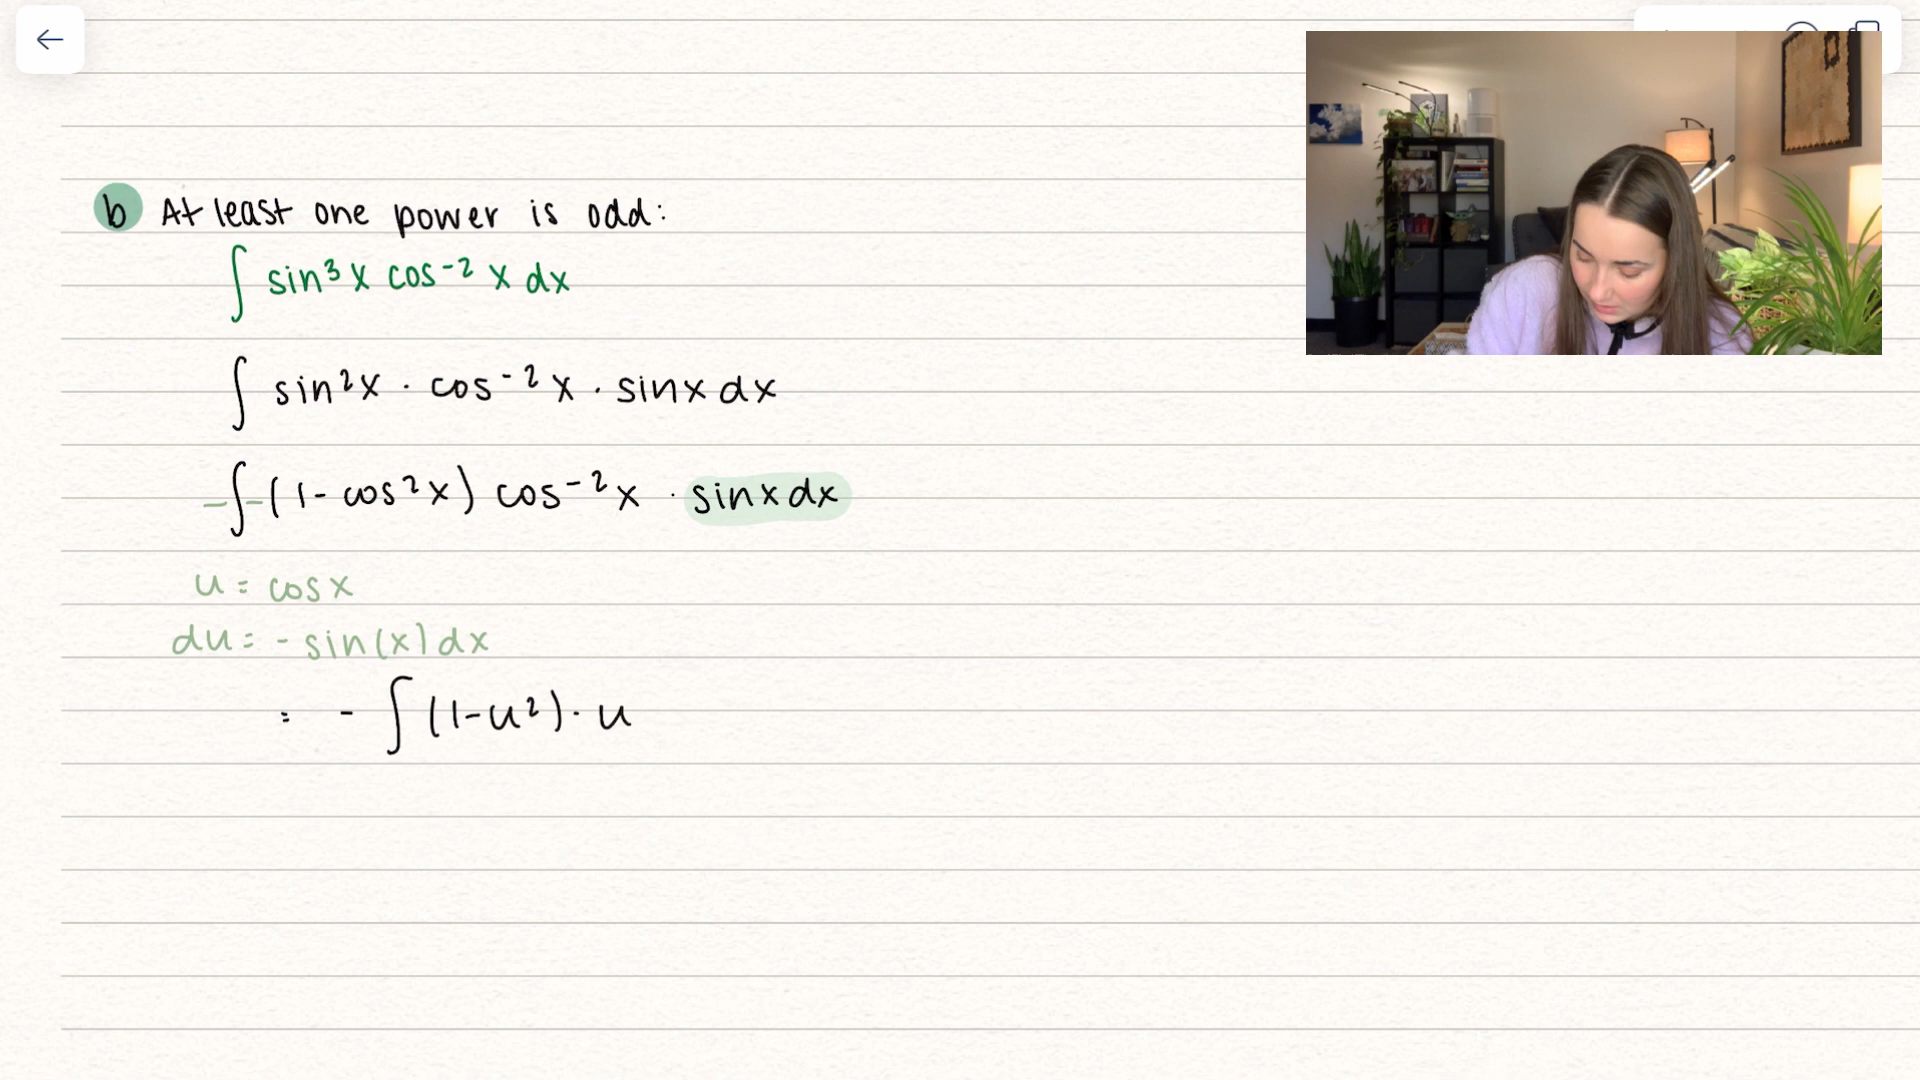 b At least one power is odd:
∫ sin³x cos⁻²x dx
∫ sin²x · cos⁻²x · sinx dx
-∫-(1-cos²x) cos⁻²x · sinx dx
u = cosx
du = -sin(x)dx
= -∫(1-u²)·u